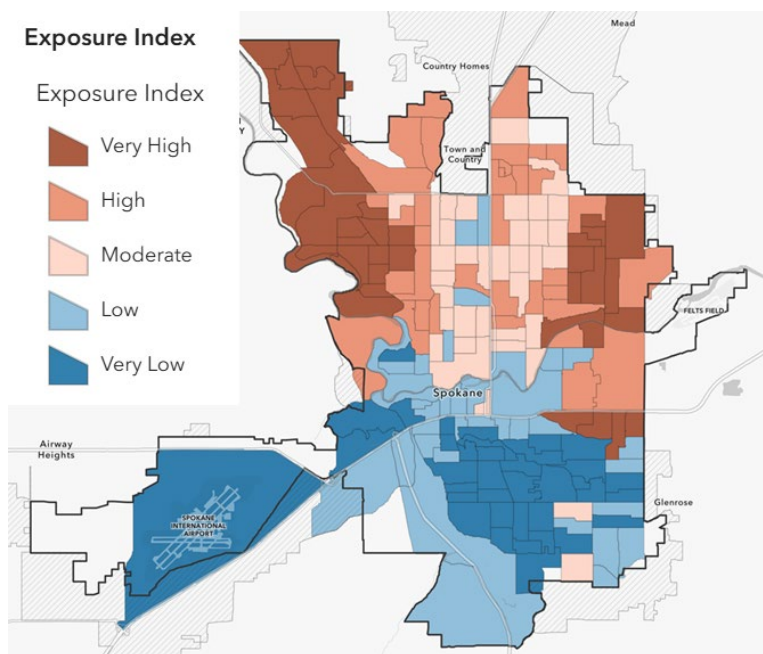 Exposure Index
Exposure Index
Very High
High
Moderate
Low
Very Low
Mead
Country Homes
Town and
Country
FELTS FIELD
Spokane
Airway
Heights
SPOKANE
INTERNATIONAL
AIRPORT
Glenrose